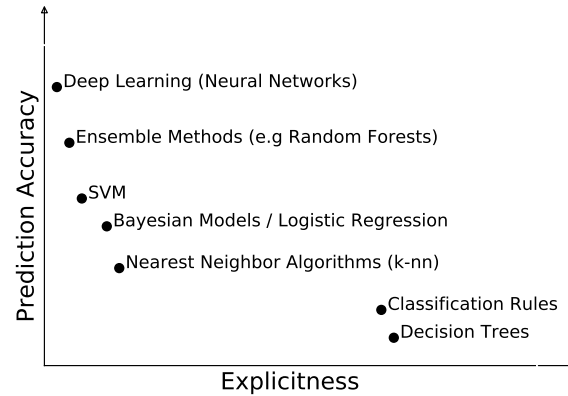 Deep Learning (Neural Networks)
Ensemble Methods (e.g Random Forests)
SVM
Bayesian Models / Logistic Regression
Nearest Neighbor Algorithms (k-nn)
Classification Rules
Decision Trees
Prediction Accuracy
Explicitness